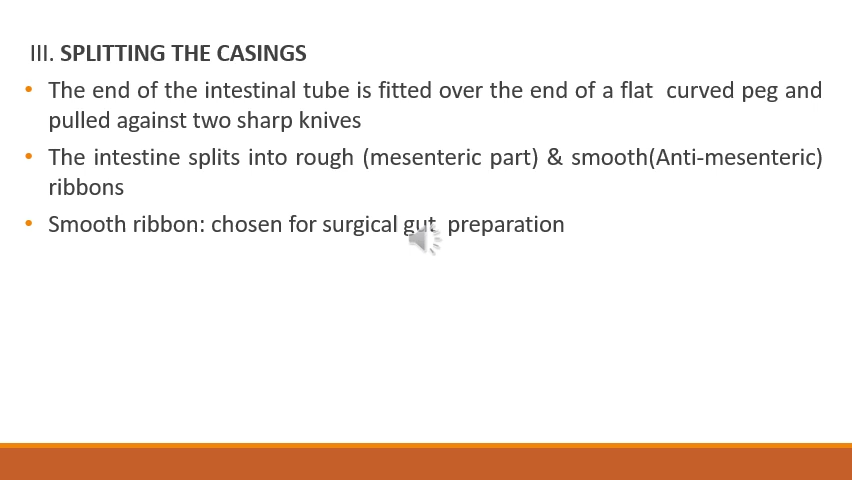 III. SPLITTING THE CASINGS
• The end of the intestinal tube is fitted over the end of a flat curved peg and
pulled against two sharp knives
• The intestine splits into rough (mesenteric part) & smooth(Anti-mesenteric)
ribbons
• Smooth ribbon: chosen for surgical gut preparation